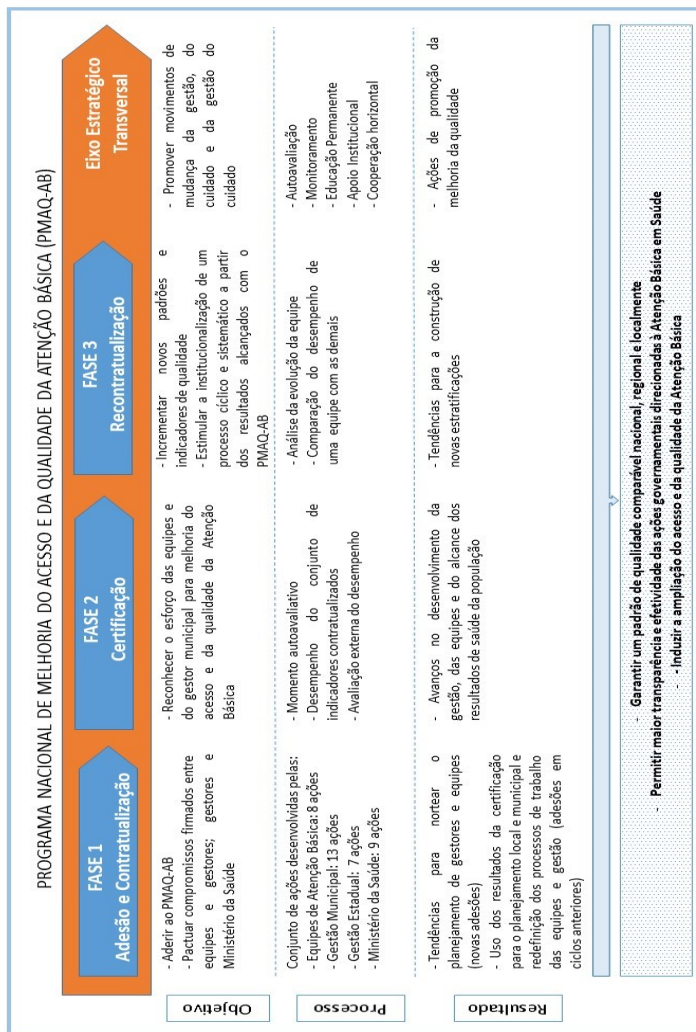 PROGRAMA NACIONAL DE MELHORIA DO ACESSO E DA QUALIDADE DA ATENÇÃO BÁSICA (PMAQ-AB)
FASE 1
Adesão e Contratualização
FASE 2
Certificação
FASE 3
Recontratualização
Eixo Estratégico
Transversal
Objetivo
- Aderir ao PMAQ-AB
- Pactuar compromissos firmados entre
equipes e gestores; gestores e
Ministério da Saúde
- Reconhecer o esforço das equipes e
do gestor municipal para melhoria do
acesso e da qualidade da Atenção
Básica
- Incrementar novos padrões e
indicadores de qualidade
- Estimular a institucionalização de um
processo cíclico e sistemático a partir
dos resultados alcançados com o
PMAQ-AB
- Promover movimentos de
mudança da gestão, do
cuidado e da gestão do
cuidado
Processo
Conjunto de ações desenvolvidas pelas:
- Equipes de Atenção Básica: 8 ações
- Gestão Municipal: 13 ações
- Gestão Estadual: 7 ações
- Ministério da Saúde: 9 ações
- Momento autoavaliativo
- Desempenho do conjunto de
indicadores contratualizados
- Avaliação externa do desempenho
- Análise da evolução da equipe
- Comparação do desempenho de
uma equipe com as demais
- Autoavaliação
- Monitoramento
- Educação Permanente
- Apoio Institucional
- Cooperação horizontal
Resultado
- Tendências para nortear o
planejamento de gestores e equipes
(novas adesões)
- Uso dos resultados da certificação
para o planejamento local e municipal e
redefinição dos processos de trabalho
das equipes e gestão (adesões em
ciclos anteriores)
- Avanços no desenvolvimento da
gestão, das equipes e do alcance dos
resultados de saúde da população
- Tendências para a construção de
novas estratificações
- Ações de promoção da
melhoria da qualidade
- Garantir um padrão de qualidade comparável nacional, regional e localmente
- Permitir maior transparência e efetividade das ações governamentais direcionadas à Atenção Básica em Saúde
- Induzir a ampliação do acesso e da qualidade da Atenção Básica